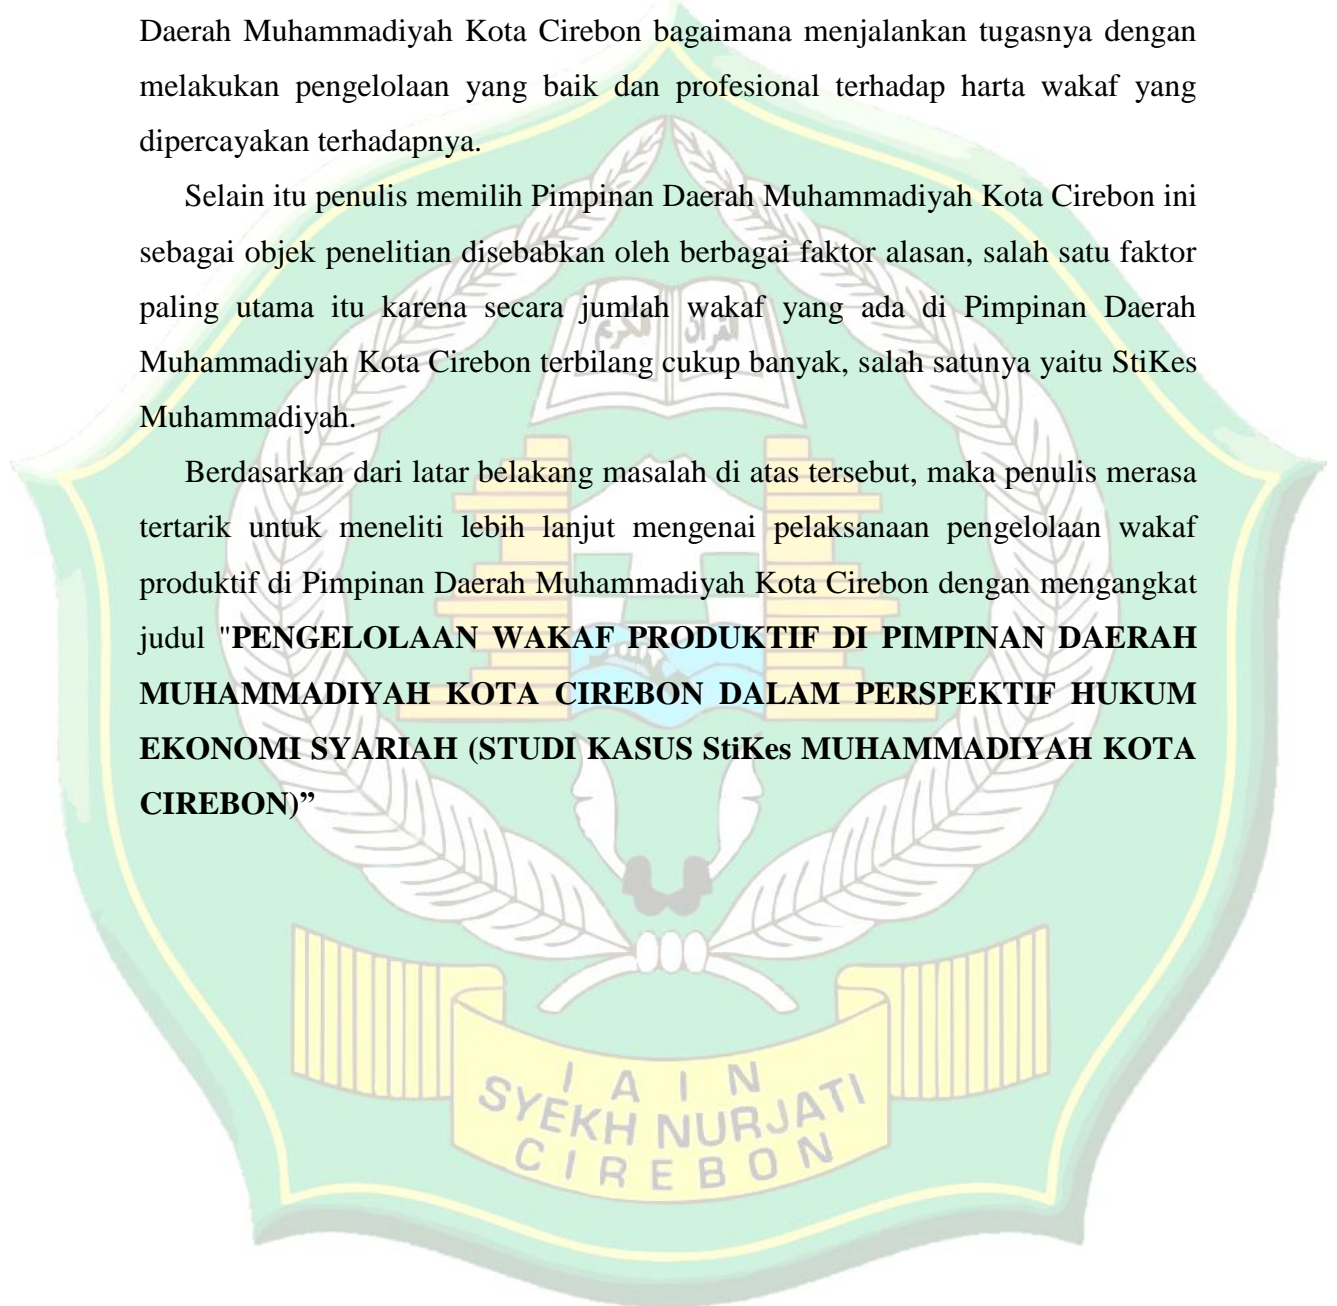 Daerah Muhammadiyah Kota Cirebon bagaimana menjalankan tugasnya dengan
melakukan pengelolaan yang baik dan profesional terhadap harta wakaf yang
dipercayakan terhadapnya.
Selain itu penulis memilih Pimpinan Daerah Muhammadiyah Kota Cirebon ini
sebagai objek penelitian disebabkan oleh berbagai faktor alasan, salah satu faktor
paling utama itu karena secara jumlah wakaf yang ada di Pimpinan Daerah
Muhammadiyah Kota Cirebon terbilang cukup banyak, salah satunya yaitu StiKes
Muhammadiyah.
Berdasarkan dari latar belakang masalah di atas tersebut, maka penulis merasa
tertarik untuk meneliti lebih lanjut mengenai pelaksanaan pengelolaan wakaf
produktif di Pimpinan Daerah Muhammadiyah Kota Cirebon dengan mengangkat
judul "PENGELOLAAN WAKAF PRODUKTIF DI PIMPINAN DAERAH
MUHAMMADIYAH KOTA CIREBON DALAM PERSPEKTIF HUKUM
EKONOMI SYARIAH (STUDI KASUS StiKes MUHAMMADIYAH KOTA
CIREBON)”
القرآن الكريم
IAIN
SYEKH NURJATI
CIREBON